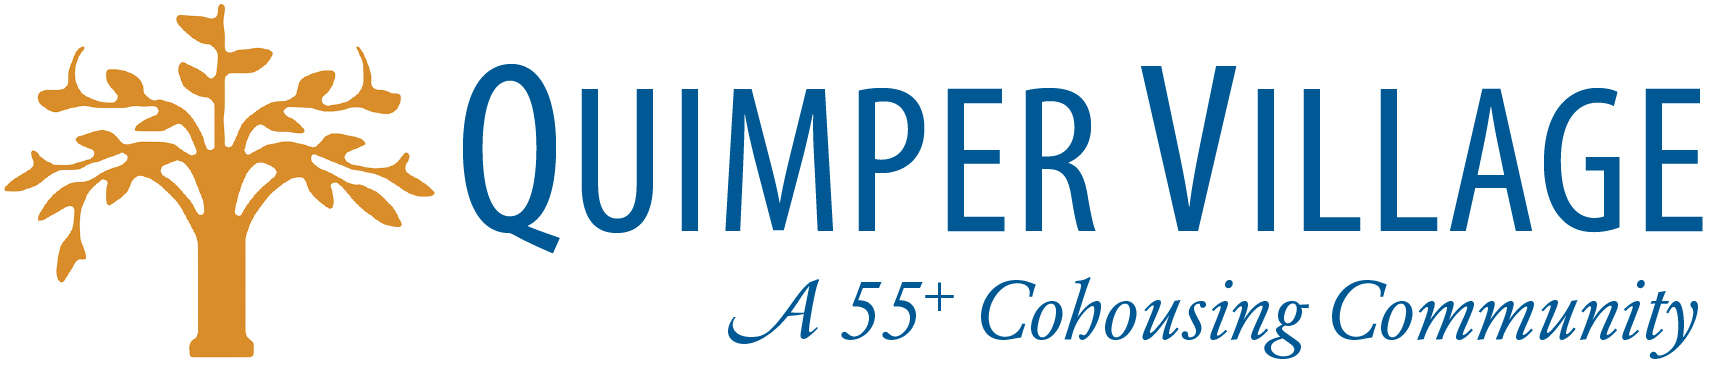 QUIMPER VILLAGE
A 55+ Cohousing Community